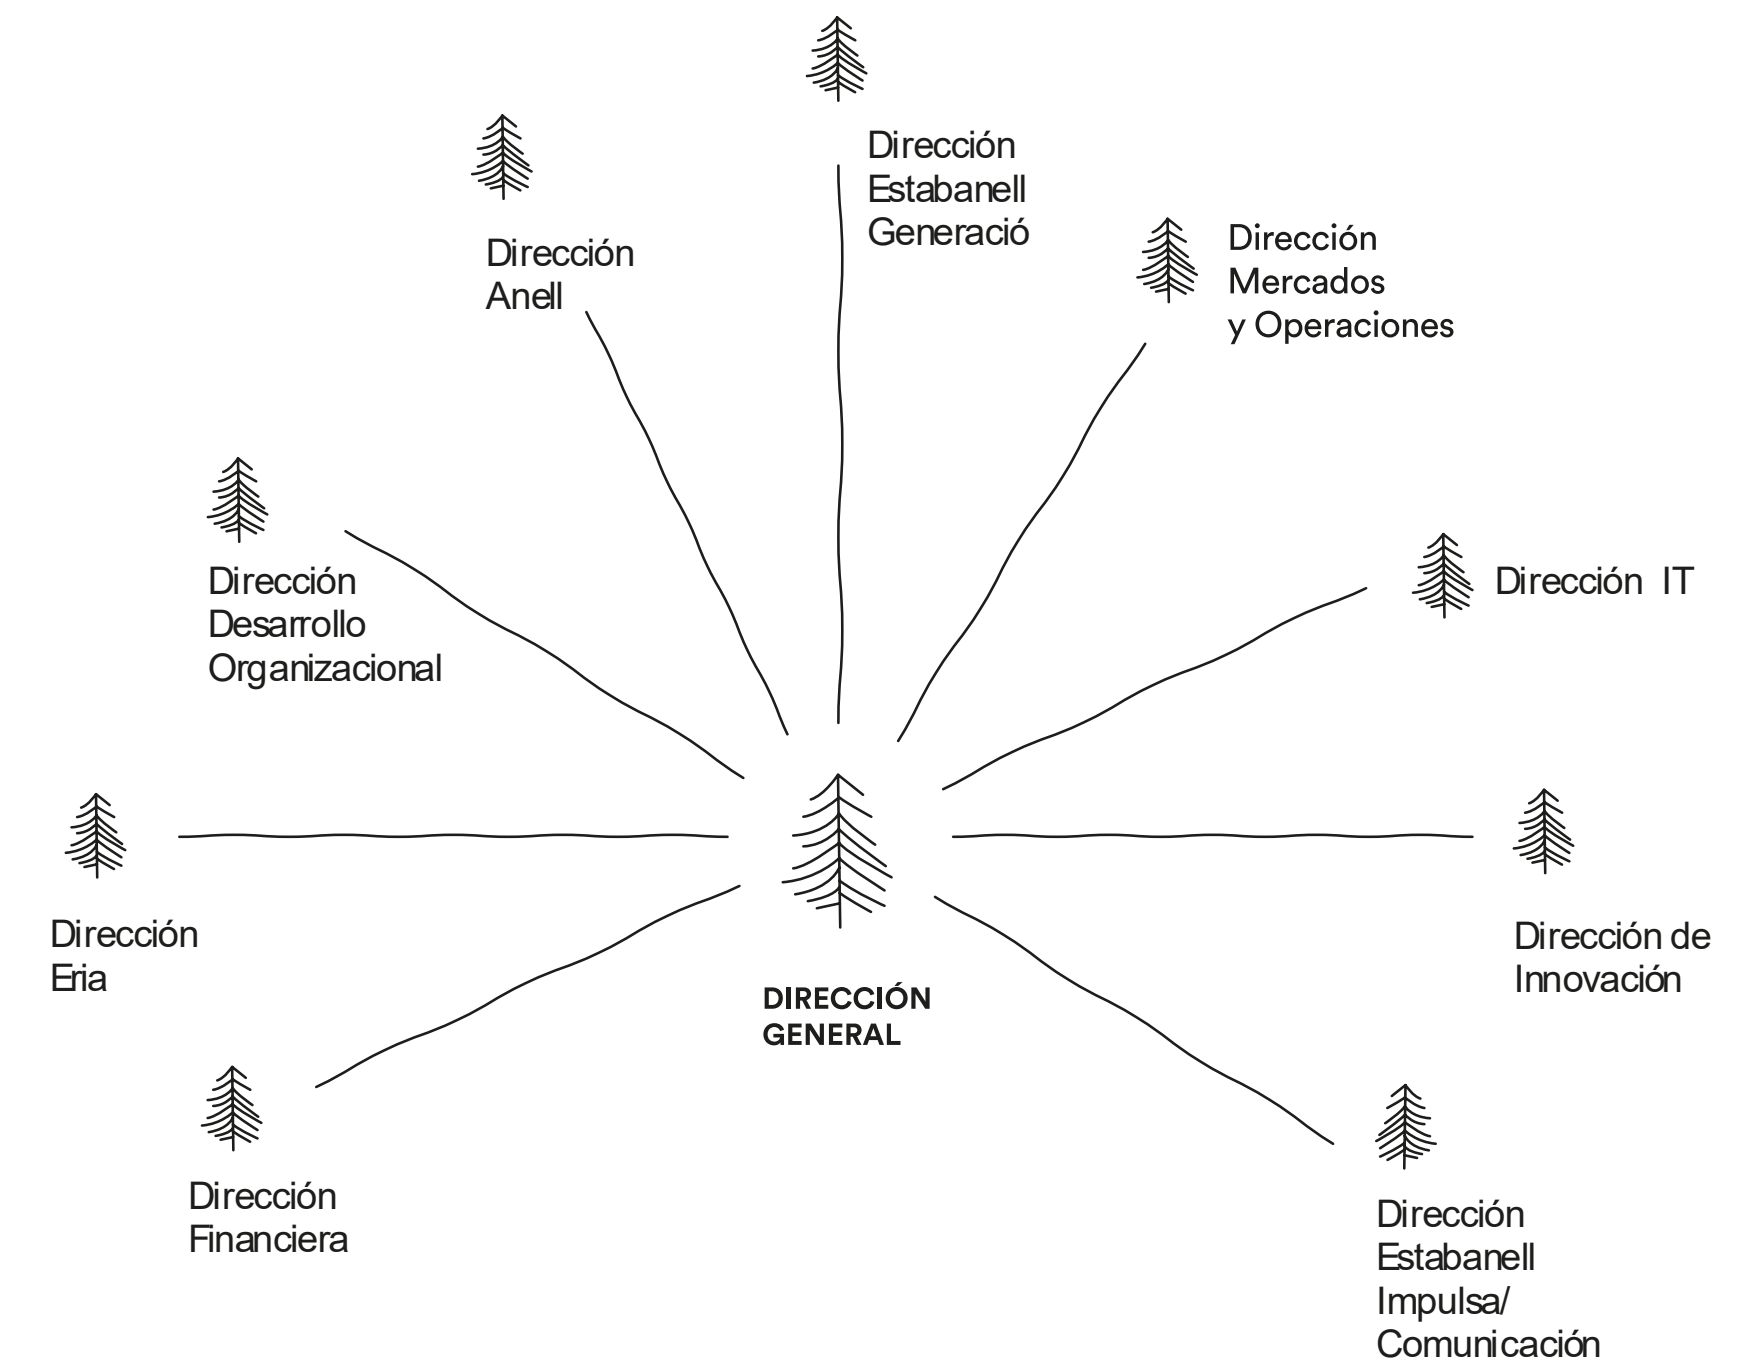 Dirección
Estabanell
Generació
Dirección
Anell
Dirección
Mercados
y Operaciones
Dirección
Desarrollo
Organizacional
Dirección IT
Dirección
Eria
DIRECCIÓN
GENERAL
Dirección de
Innovación
Dirección
Financiera
Dirección
Estabanell
Impulsa/
Comunicación